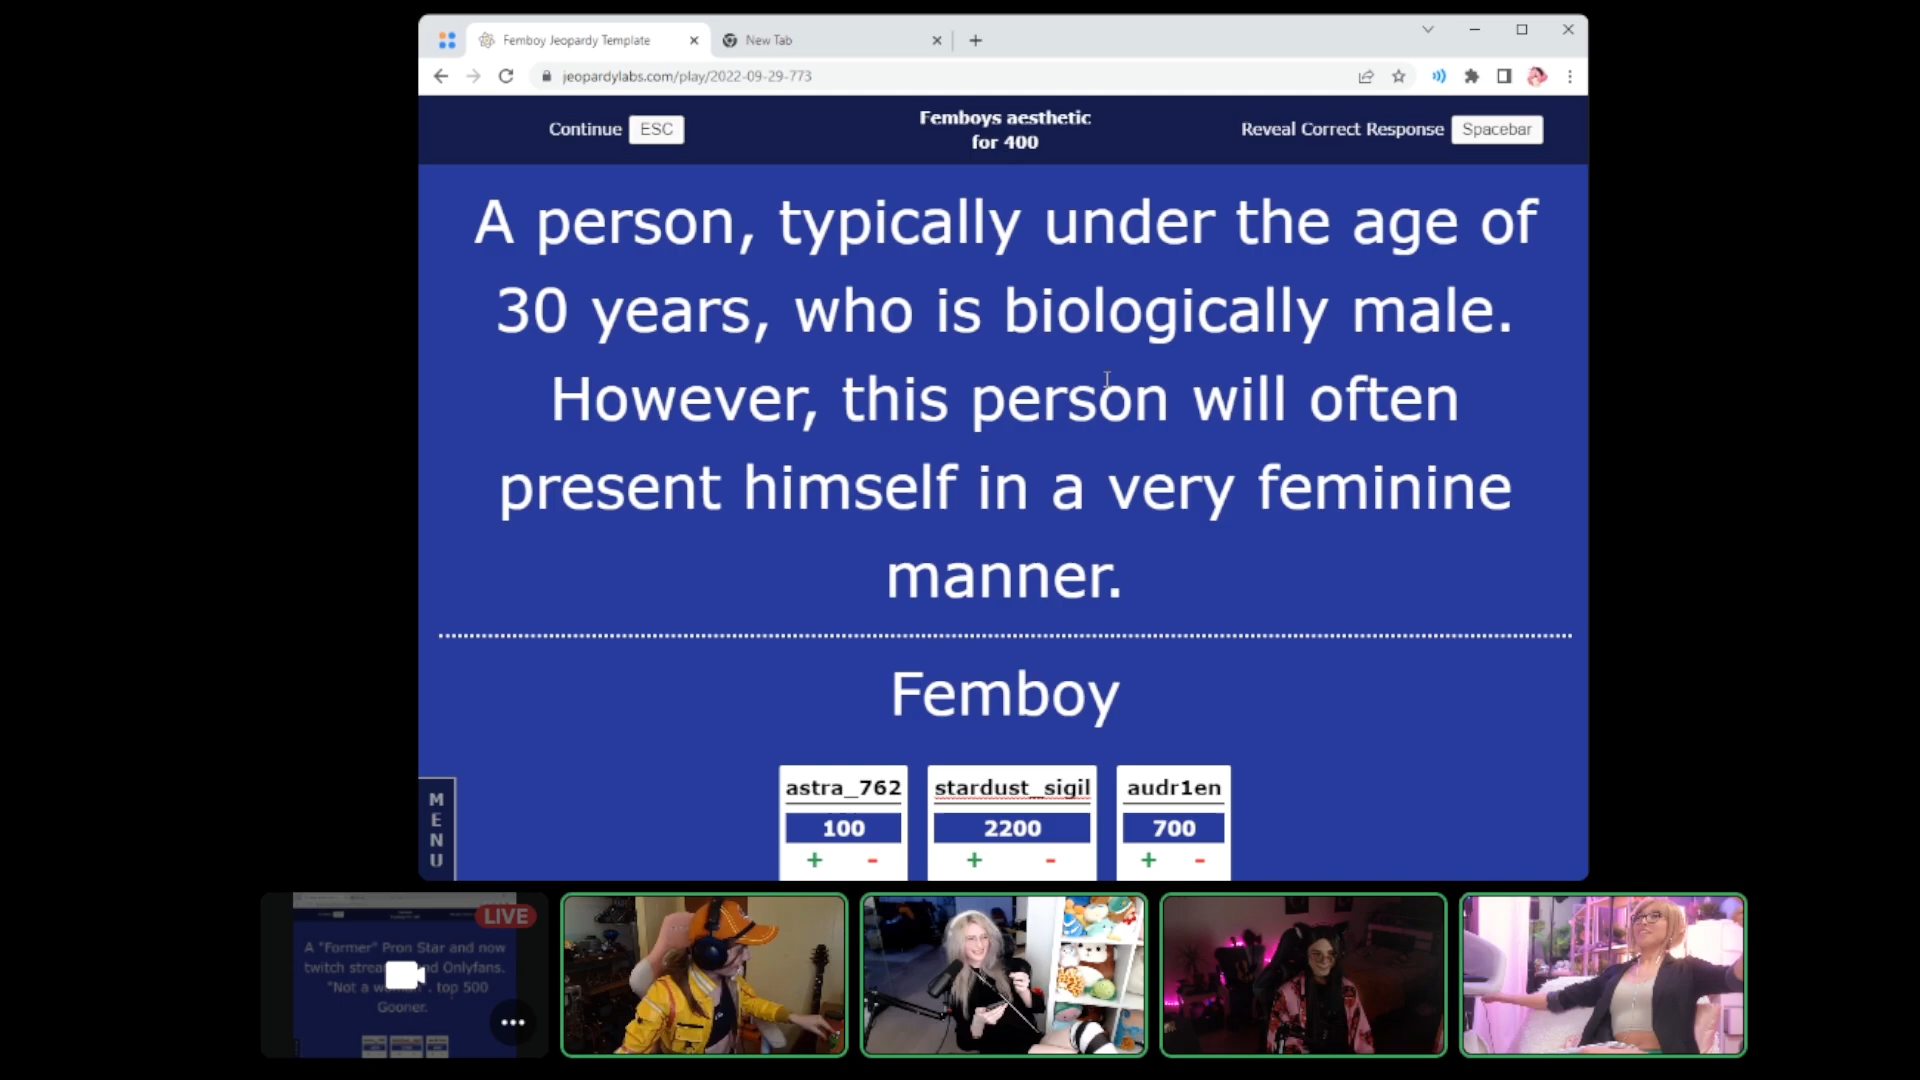 Femboy Jeopardy Template
New Tab
jeopardylabs.com/play/2022-09-29-773
Continue ESC
Femboys aesthetic
for 400
Reveal Correct Response Spacebar
A person, typically under the age of
30 years, who is biologically male.
However, this person will often
present himself in a very feminine
manner.
Femboy
astra_762
100
+ -
stardust_sigil
2200
+ -
audr1en
700
+ -
MENU
LIVE
A "Former" Pron Star and now
twitch nd Onlyfans.
"Not a top 500
Gooner.